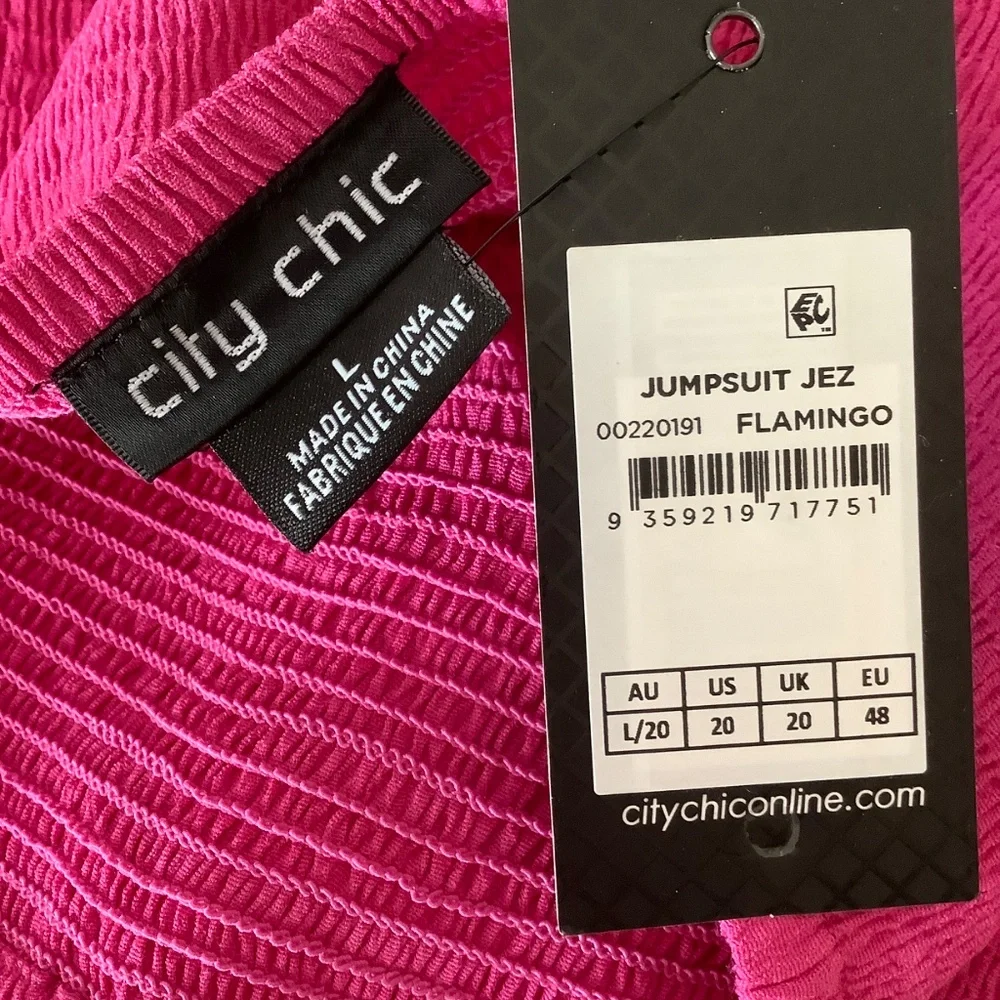 city chic
L
MADE IN CHINA
FABRIQUE EN CHINE
EPC™
JUMPSUIT JEZ
00220191 FLAMINGO
9 359219 717751
AU US UK EU
L/20 20 20 48
citychiconline.com